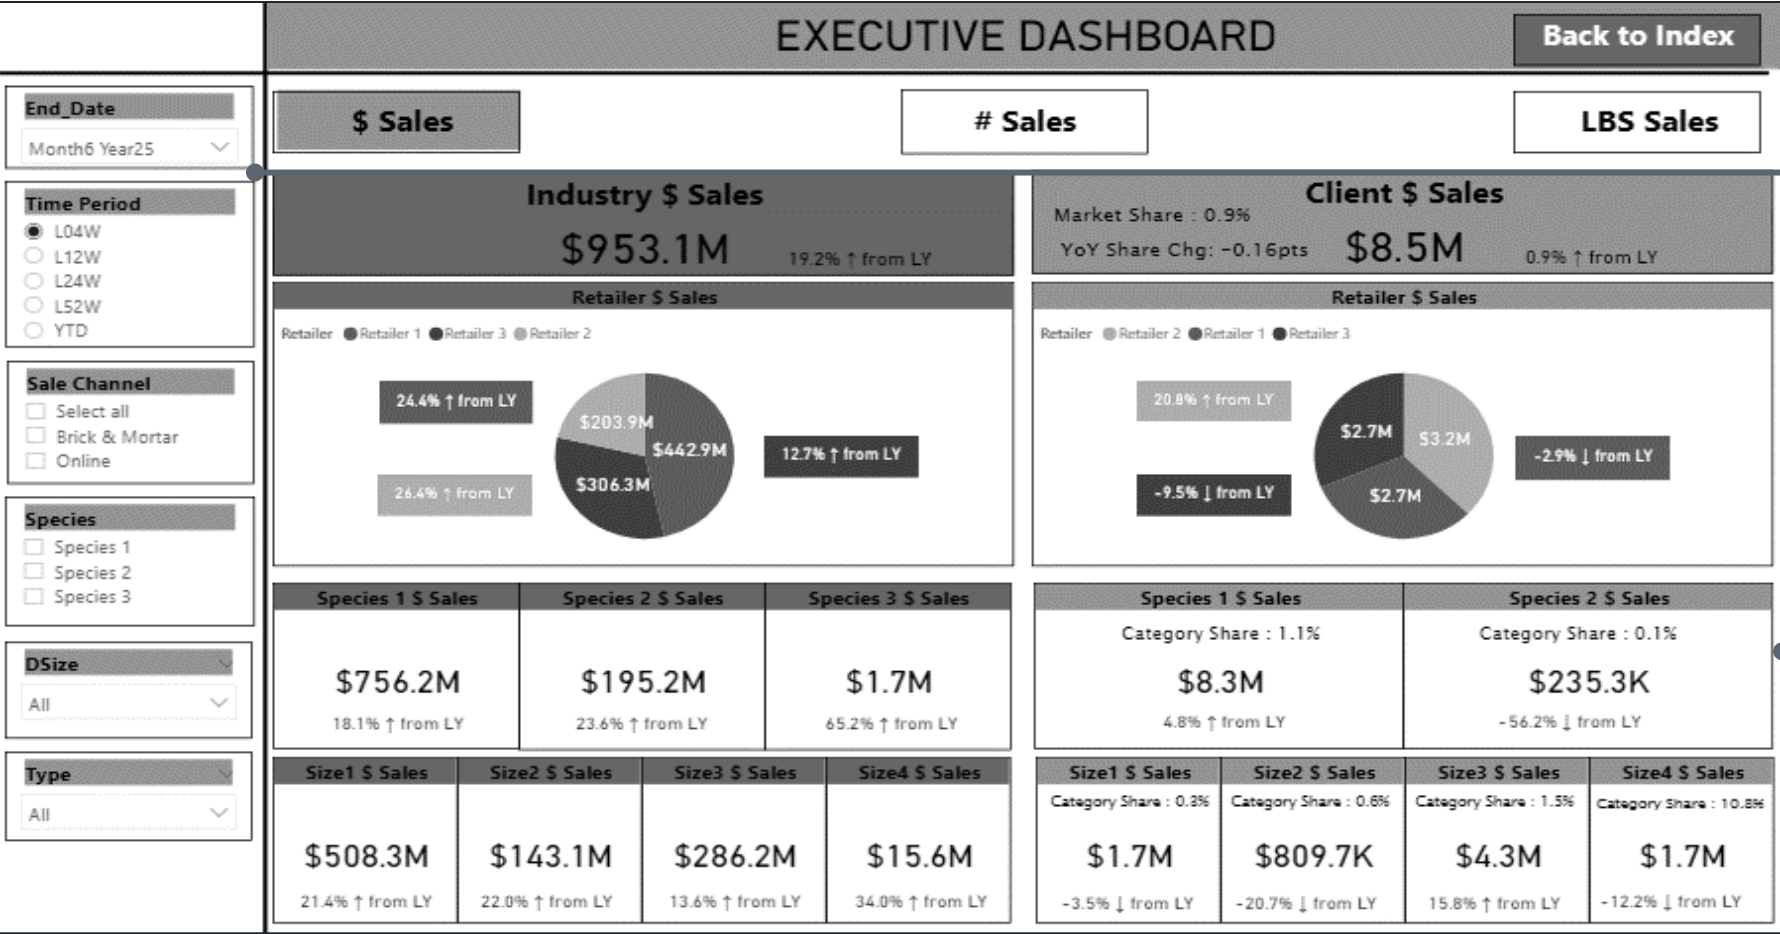 EXECUTIVE DASHBOARD
Back to Index
End_Date
Month6 Year25
Time Period
L04W
L12W
L24W
L52W
YTD
Sale Channel
Select all
Brick & Mortar
Online
Species
Species 1
Species 2
Species 3
DSize
All
Type
All
$ Sales
# Sales
LBS Sales
Industry $ Sales
$953.1M
19.2% ↑ from LY
Retailer $ Sales
Retailer Retailer 1 Retailer 3 Retailer 2
24.4% ↑ from LY
26.4% ↑ from LY
12.7% ↑ from LY
$203.9M
$442.9M
$306.3M
Species 1 $ Sales
$756.2M
18.1% ↑ from LY
Species 2 $ Sales
$195.2M
23.6% ↑ from LY
Species 3 $ Sales
$1.7M
65.2% ↑ from LY
Size1 $ Sales
$508.3M
21.4% ↑ from LY
Size2 $ Sales
$143.1M
22.0% ↑ from LY
Size3 $ Sales
$286.2M
13.6% ↑ from LY
Size4 $ Sales
$15.6M
34.0% ↑ from LY
Client $ Sales
Market Share : 0.9%
YoY Share Chg: -0.16pts
$8.5M
0.9% ↑ from LY
Retailer $ Sales
Retailer Retailer 2 Retailer 1 Retailer 3
20.8% ↑ from LY
-9.5% ↓ from LY
-2.9% ↓ from LY
$2.7M
$3.2M
$2.7M
Species 1 $ Sales
Category Share : 1.1%
$8.3M
4.8% ↑ from LY
Species 2 $ Sales
Category Share : 0.1%
$235.3K
-56.2% ↓ from LY
Size1 $ Sales
Category Share : 0.3%
$1.7M
-3.5% ↓ from LY
Size2 $ Sales
Category Share : 0.6%
$809.7K
-20.7% ↓ from LY
Size3 $ Sales
Category Share : 1.5%
$4.3M
15.8% ↑ from LY
Size4 $ Sales
Category Share : 10.8%
$1.7M
-12.2% ↓ from LY